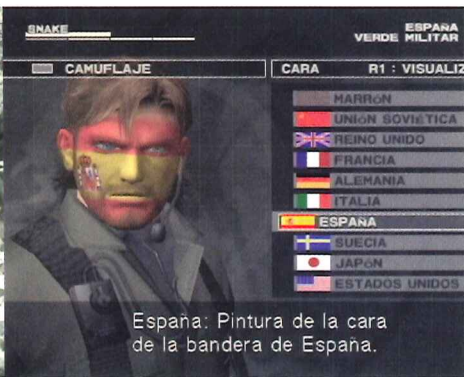 SNAKE
ESPAÑA
VERDE MILITAR
CAMUFLAJE
CARA R1 : VISUALIZ
MARRóN
UNIóN SOVIéTICA
REINO UNIDO
FRANCIA
ALEMANIA
ITALIA
ESPAÑA
SUECIA
JAPóN
ESTADOS UNIDOS
España: Pintura de la cara
de la bandera de España.